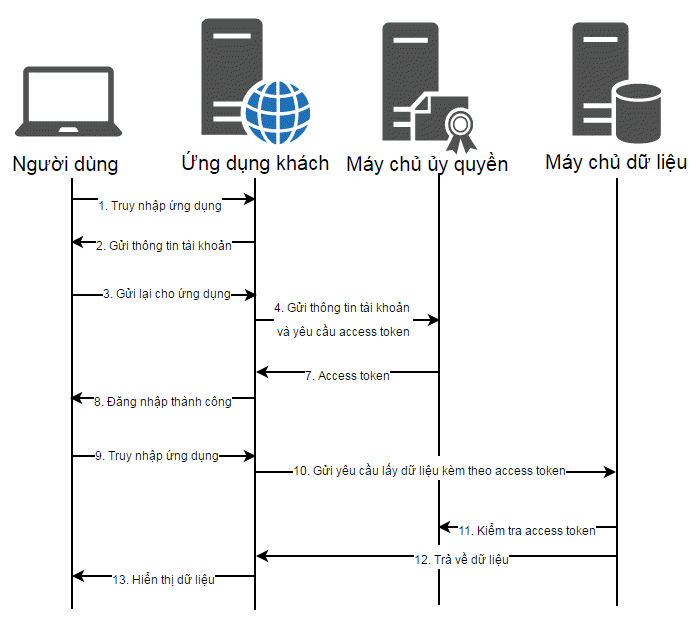 Người dùng
Ứng dụng khách
Máy chủ ủy quyền
Máy chủ dữ liệu
1. Truy nhập ứng dụng
2. Gửi thông tin tài khoản
3. Gửi lại cho ứng dụng
4. Gửi thông tin tài khoản
và yêu cầu access token
7. Access token
8. Đăng nhập thành công
9. Truy nhập ứng dụng
10. Gửi yêu cầu lấy dữ liệu kèm theo access token
11. Kiểm tra access token
12. Trả về dữ liệu
13. Hiển thị dữ liệu